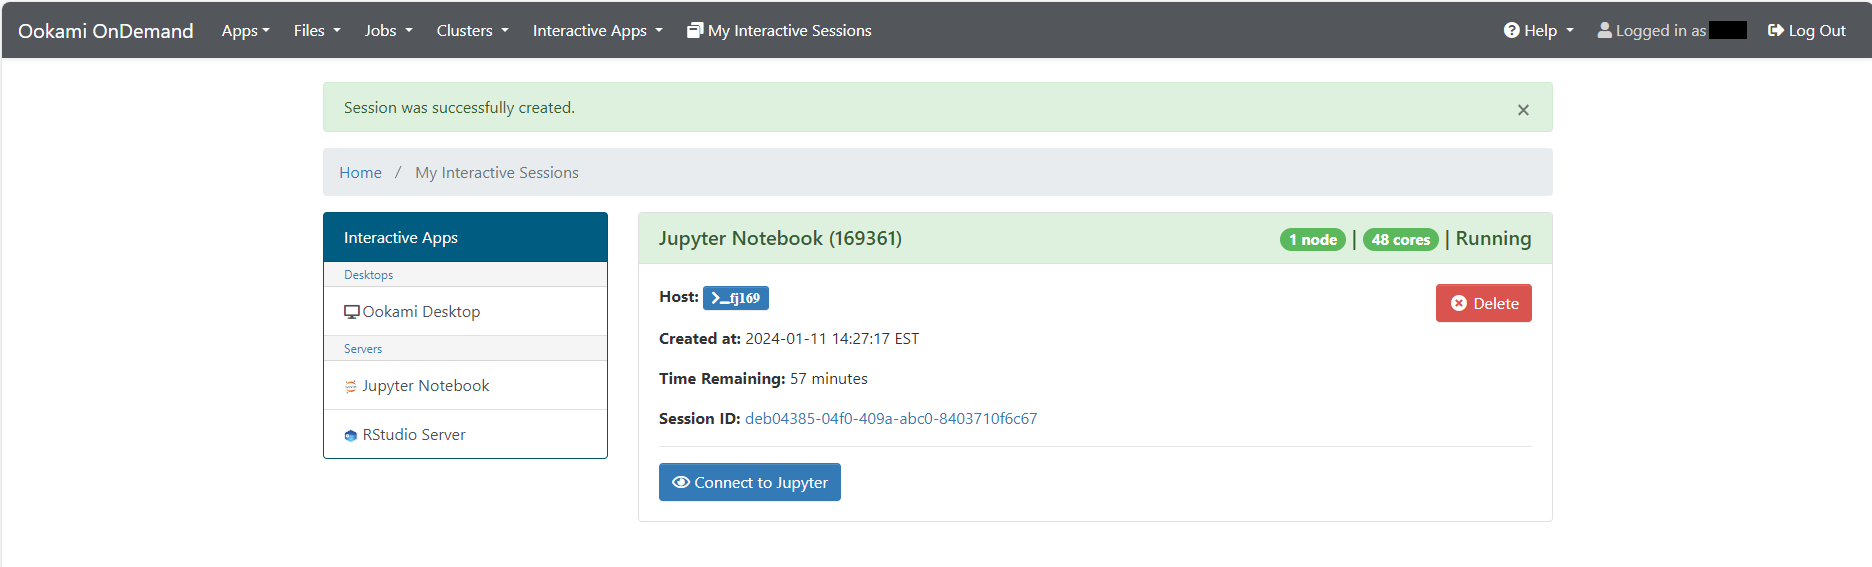 Ookami OnDemand Apps Files Jobs Clusters Interactive Apps My Interactive Sessions Help Logged in as Log Out
Session was successfully created. ×
Home / My Interactive Sessions
Interactive Apps
Desktops
Ookami Desktop
Servers
Jupyter Notebook
RStudio Server
Jupyter Notebook (169361) 1 node | 48 cores | Running
Host: >_fj169
Delete
Created at: 2024-01-11 14:27:17 EST
Time Remaining: 57 minutes
Session ID: deb04385-04f0-409a-abc0-8403710f6c67
Connect to Jupyter